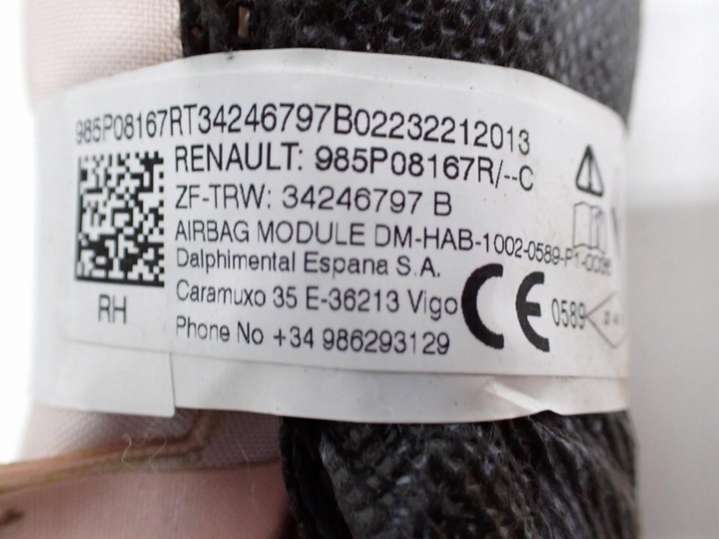 985P08167RT34246797B02232212013
RENAULT: 985P08167R/--C
ZF-TRW: 34246797 B
AIRBAG MODULE DM-HAB-1002-0589-P1-
Dalphimental Espana S.A.
Caramuxo 35 E-36213 Vigo
Phone No +34 986293129
RH
CE 0589